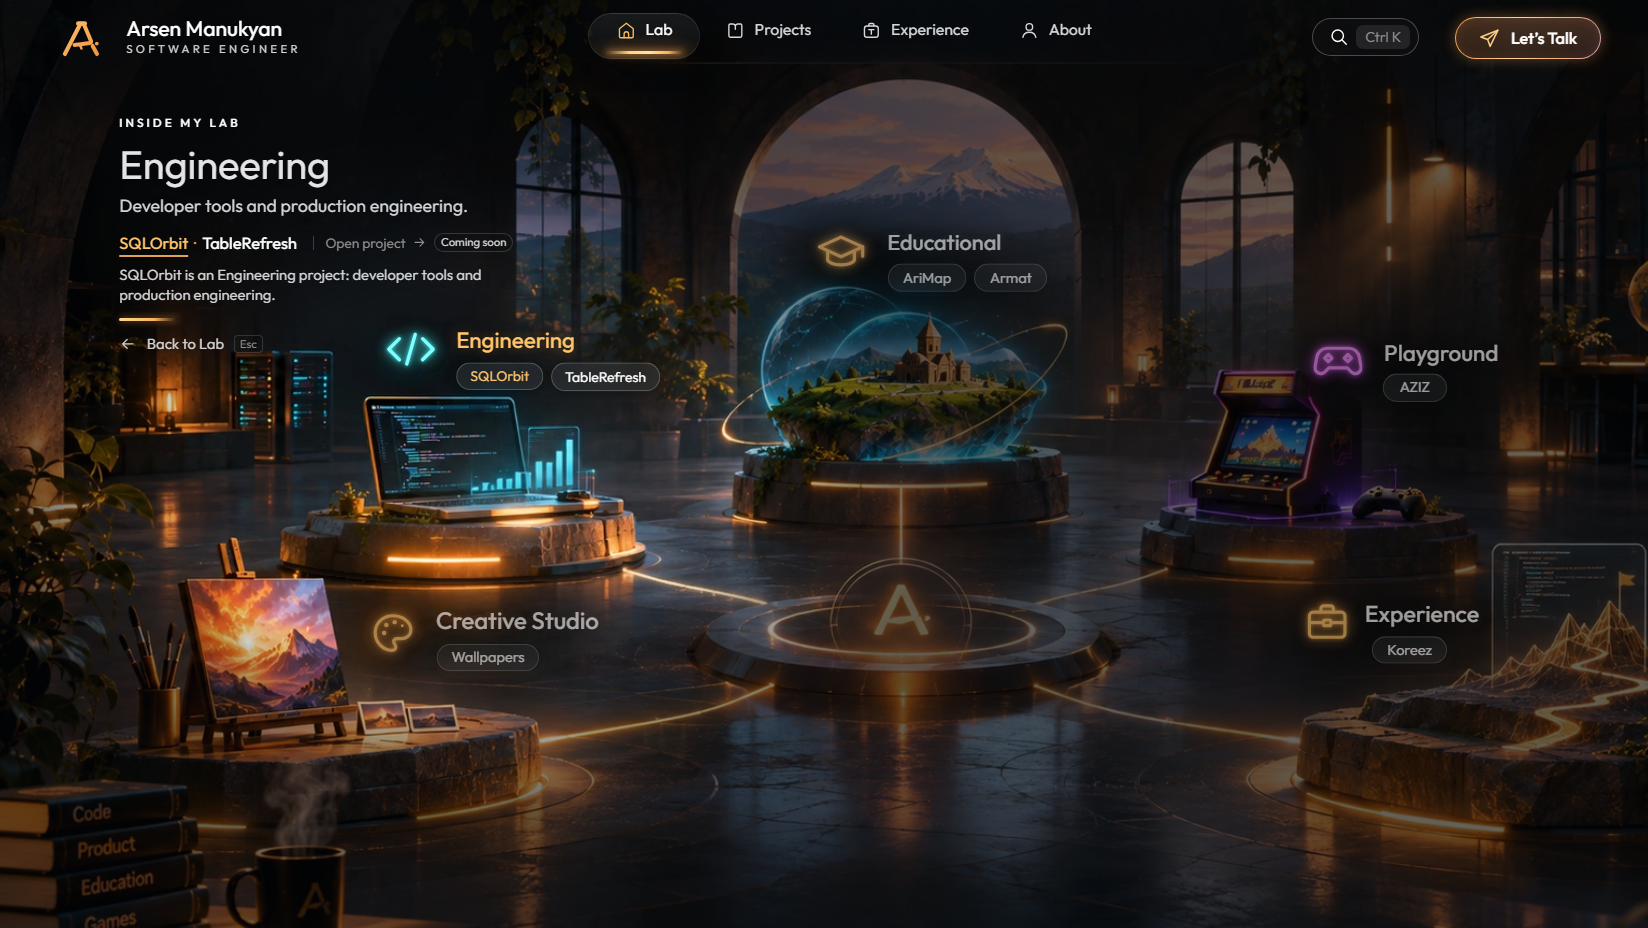 Arsen Manukyan
SOFTWARE ENGINEER
Lab
Projects
Experience
About
Ctrl K
Let's Talk
INSIDE MY LAB
Engineering
Developer tools and production engineering.
SQLOrbit · TableRefresh | Open project → Coming soon
SQLOrbit is an Engineering project: developer tools and
production engineering.
← Back to Lab Esc
Engineering
SQLOrbit TableRefresh
Educational
AriMap Armat
Playground
AZIZ
Creative Studio
Wallpapers
Experience
Koreez
Code
Product
Education
Games